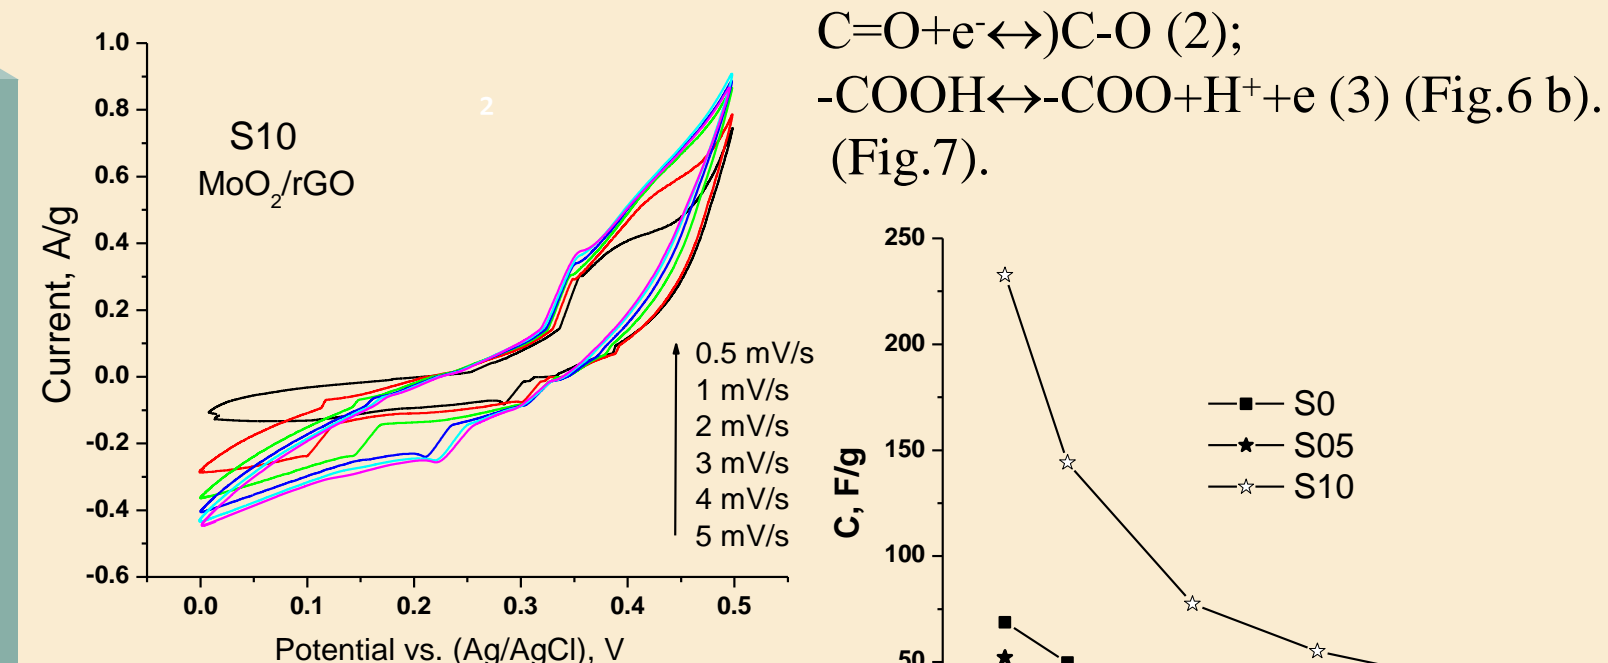 C=O+e⁻↔)C-O (2);
-COOH↔-COO+H⁺+e (3) (Fig.6 b).
(Fig.7).
1.0
0.8
0.6
0.4
0.2
0.0
-0.2
-0.4
-0.6
Current, A/g
2
S10
MoO₂/rGO
0.5 mV/s
1 mV/s
2 mV/s
3 mV/s
4 mV/s
5 mV/s
0.0 0.1 0.2 0.3 0.4 0.5
Potential vs. (Ag/AgCl), V
250
200
150
100
50
C, F/g
S0
S05
S10